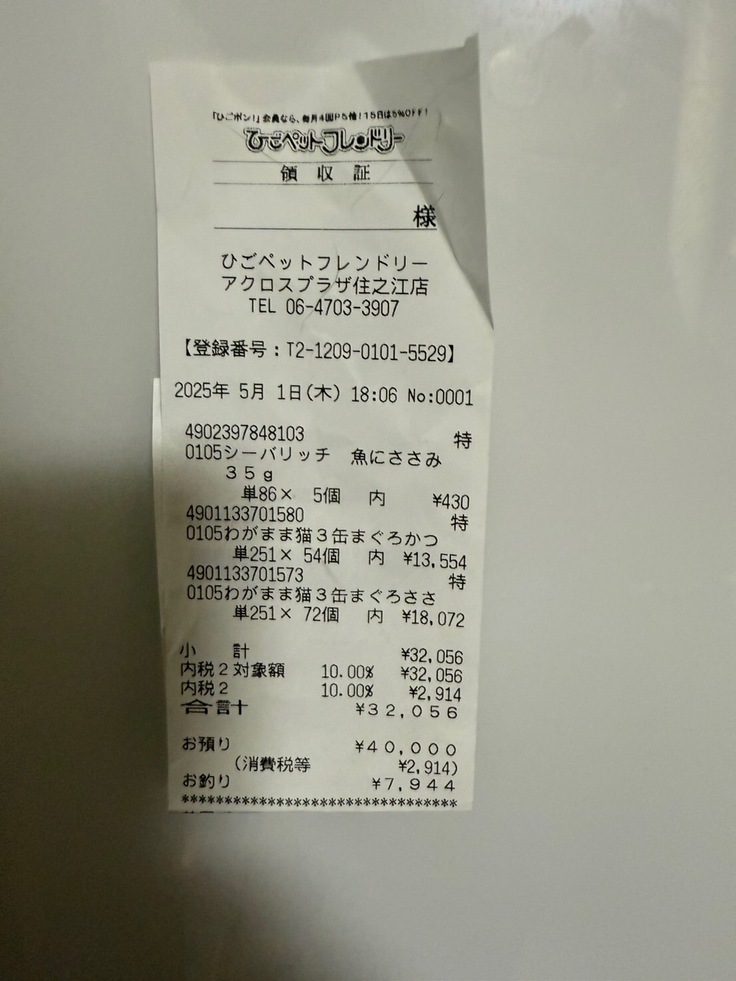 「ひごポン!」会員なら、毎月4回P5倍!15日は5%OFF!
ひごペットフレンドリー
領 収 証
様
ひごペットフレンドリー
アクロスプラザ住之江店
TEL 06-4703-3907
【登録番号:T2-1209-0101-5529】
2025年 5月 1日(木) 18:06 No:0001
4902397848103 特
0105シーバリッチ 魚にささみ
35g
単86× 5個 内 ¥430
4901133701580 特
0105わがまま猫3缶まぐろかつ
単251× 54個 内 ¥13,554
4901133701573 特
0105わがまま猫3缶まぐろささ
単251× 72個 内 ¥18,072
小 計 ¥32,056
内税2対象額 10.00% ¥32,056
内税2 10.00% ¥2,914
合計 ¥32,056
お預り ¥40,000
(消費税等 ¥2,914)
お釣り ¥7,944
*********************************